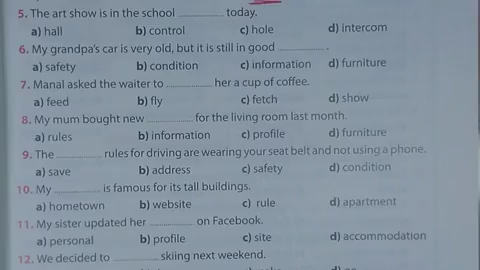 5. The art show is in the school ............ today.
a) hall b) control c) hole d) intercom
6. My grandpa's car is very old, but it is still in good ............ .
a) safety b) condition c) information d) furniture
7. Manal asked the waiter to ............ her a cup of coffee.
a) feed b) fly c) fetch d) show
8. My mum bought new ............ for the living room last month.
a) rules b) information c) profile d) furniture
9. The ............ rules for driving are wearing your seat belt and not using a phone.
a) save b) address c) safety d) condition
10. My ............ is famous for its tall buildings.
a) hometown b) website c) rule d) apartment
11. My sister updated her ............ on Facebook.
a) personal b) profile c) site d) accommodation
12. We decided to ............ skiing next weekend.